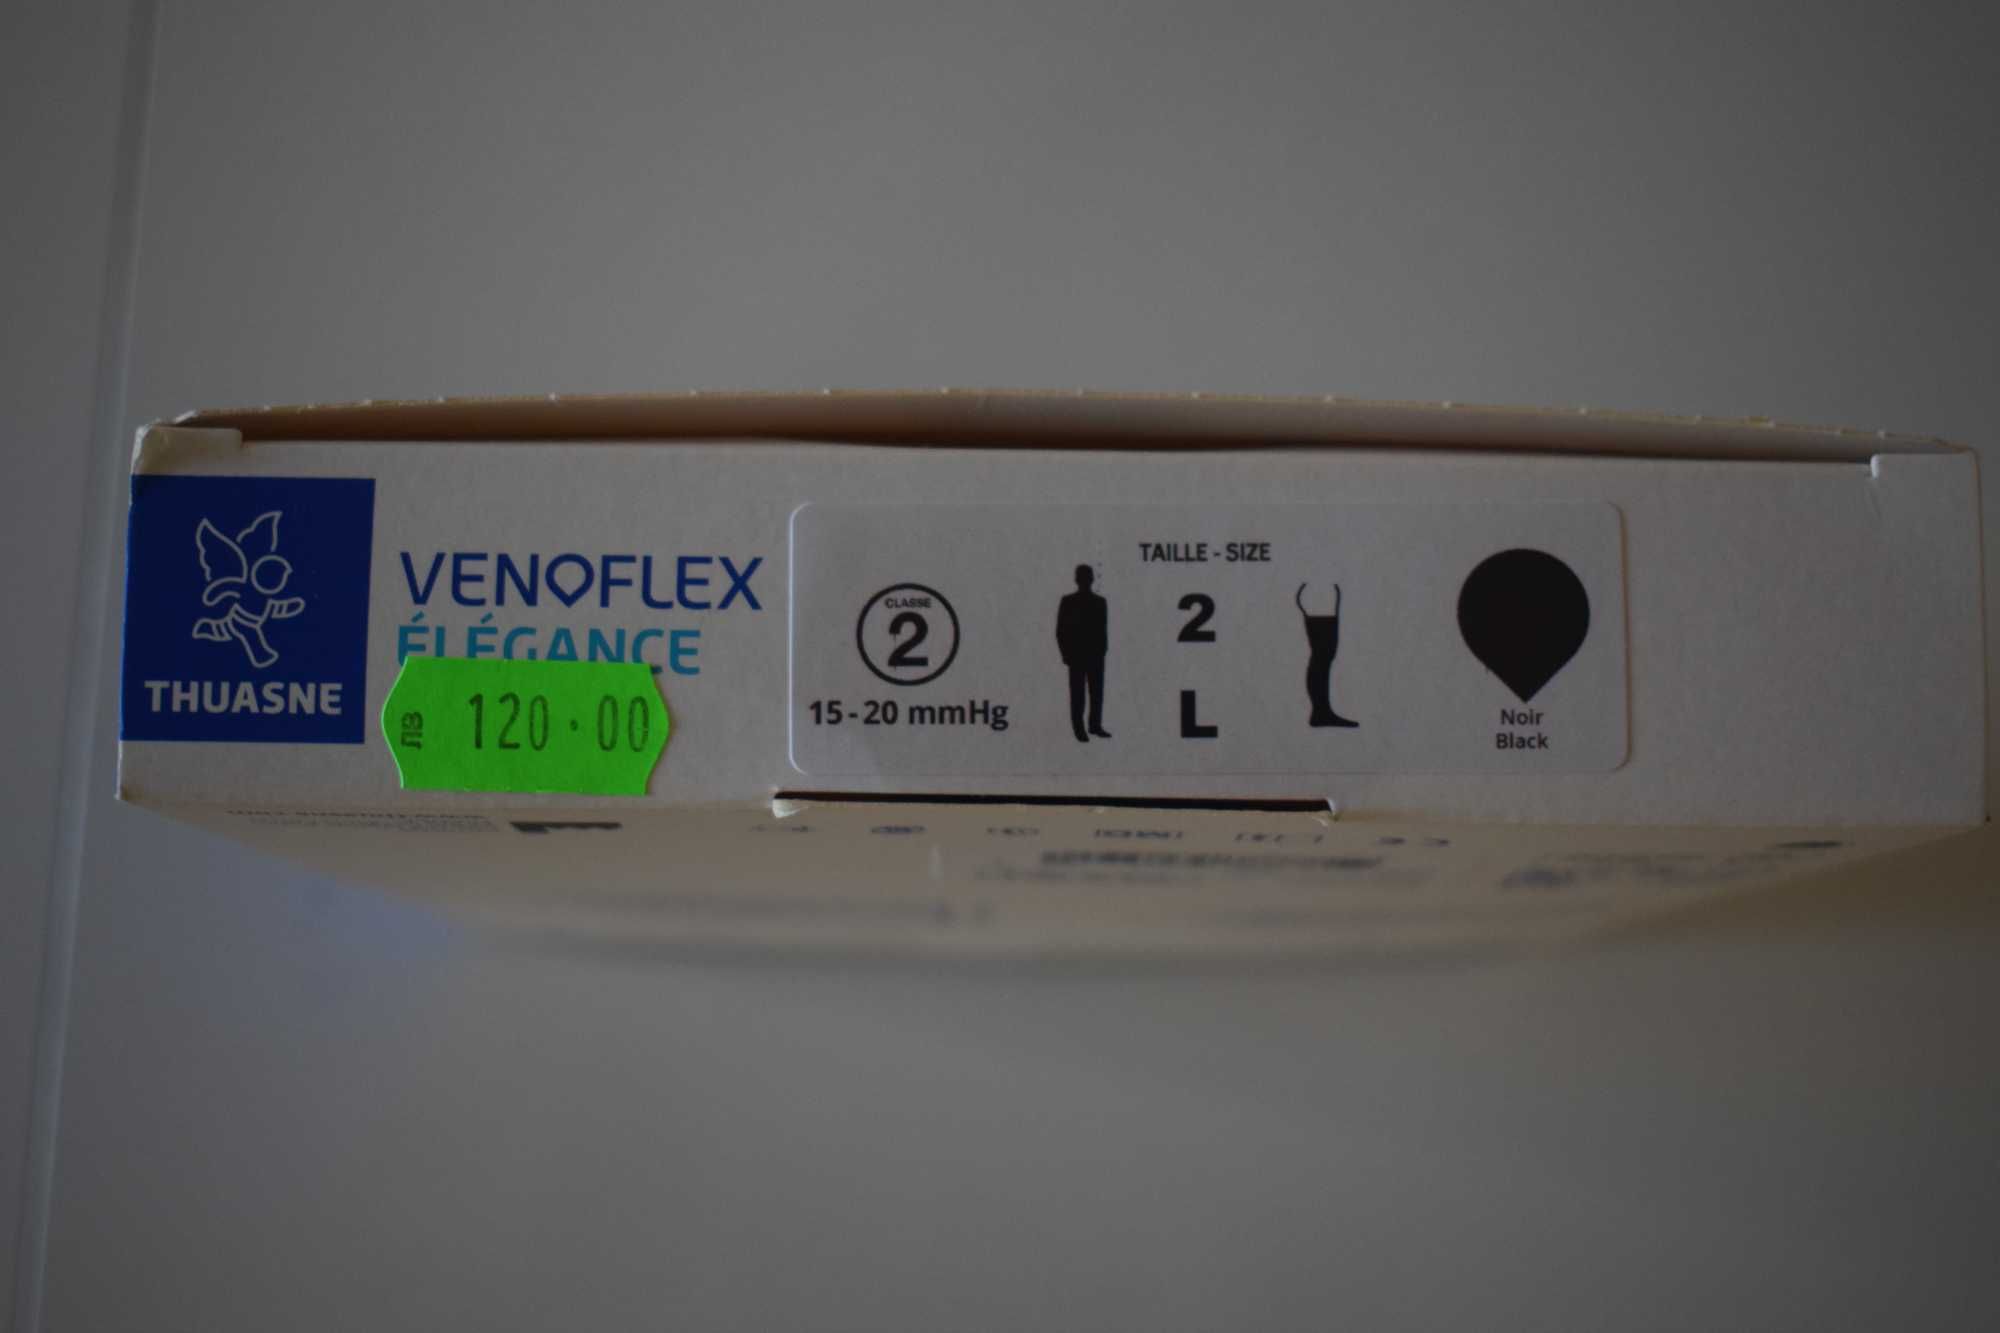 THUASNE
VENOFLEX
ÉLÉGANCE
ЛВ 120.00
CLASSE
2
15-20 mmHg
TAILLE - SIZE
2
L
Noir
Black